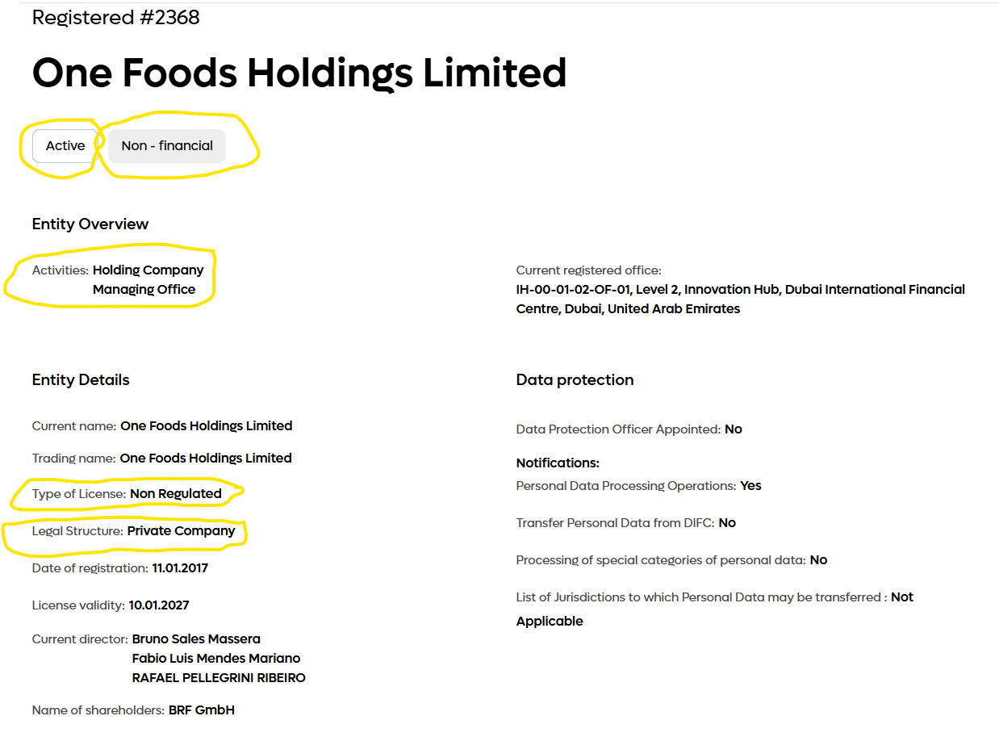 Registered #2368
One Foods Holdings Limited
Active
Non - financial
Entity Overview
Activities: Holding Company
Managing Office
Current registered office:
IH-00-01-02-OF-01, Level 2, Innovation Hub, Dubai International Financial
Centre, Dubai, United Arab Emirates
Entity Details
Current name: One Foods Holdings Limited
Trading name: One Foods Holdings Limited
Type of License: Non Regulated
Legal Structure: Private Company
Date of registration: 11.01.2017
License validity: 10.01.2027
Current director: Bruno Sales Massera
Fabio Luis Mendes Mariano
RAFAEL PELLEGRINI RIBEIRO
Name of shareholders: BRF GmbH
Data protection
Data Protection Officer Appointed: No
Notifications:
Personal Data Processing Operations: Yes
Transfer Personal Data from DIFC: No
Processing of special categories of personal data: No
List of Jurisdictions to which Personal Data may be transferred : Not
Applicable